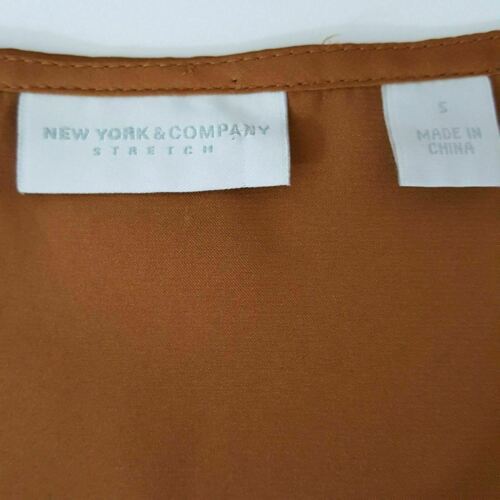 NEW YORK & COMPANY
STRETCH
S
MADE IN
CHINA